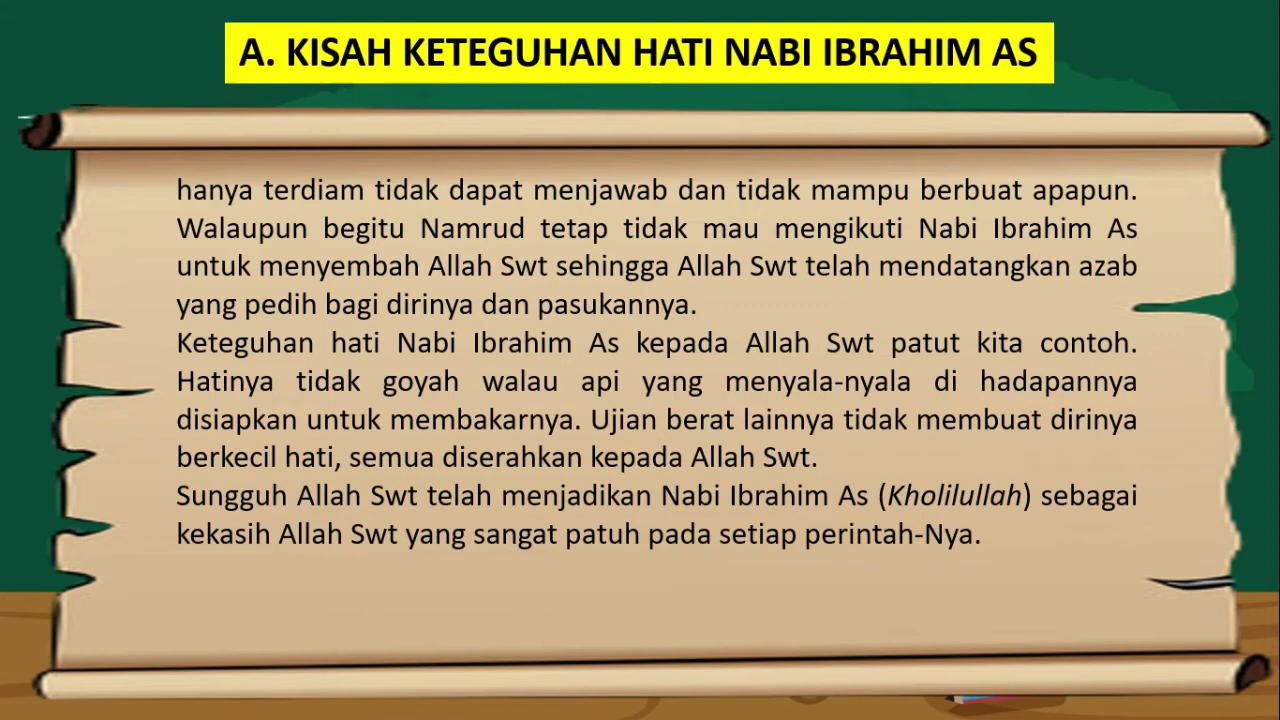 A. KISAH KETEGUHAN HATI NABI IBRAHIM AS
hanya terdiam tidak dapat menjawab dan tidak mampu berbuat apapun.
Walaupun begitu Namrud tetap tidak mau mengikuti Nabi Ibrahim As
untuk menyembah Allah Swt sehingga Allah Swt telah mendatangkan azab
yang pedih bagi dirinya dan pasukannya.
Keteguhan hati Nabi Ibrahim As kepada Allah Swt patut kita contoh.
Hatinya tidak goyah walau api yang menyala-nyala di hadapannya
disiapkan untuk membakarnya. Ujian berat lainnya tidak membuat dirinya
berkecil hati, semua diserahkan kepada Allah Swt.
Sungguh Allah Swt telah menjadikan Nabi Ibrahim As (Kholilullah) sebagai
kekasih Allah Swt yang sangat patuh pada setiap perintah-Nya.